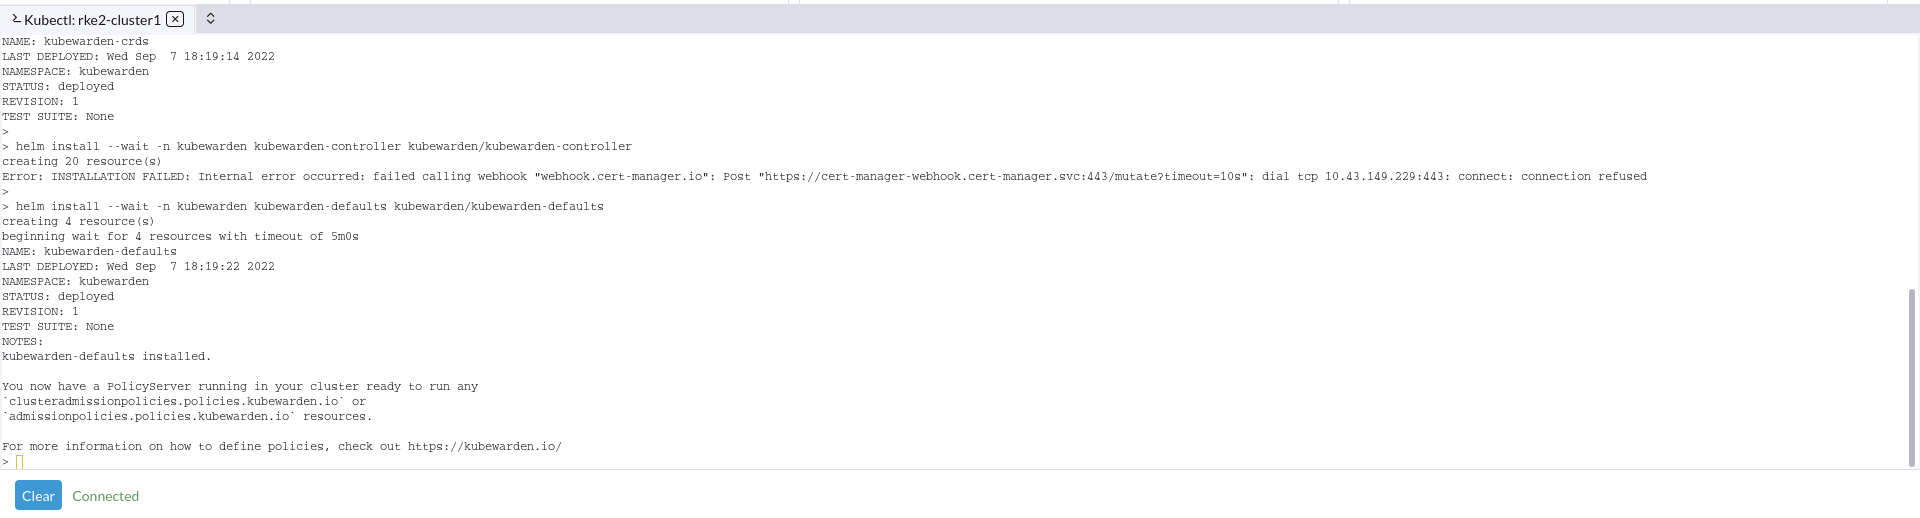 Kubectl: rke2-cluster1
NAME: kubewarden-crds
LAST DEPLOYED: Wed Sep  7 18:19:14 2022
NAMESPACE: kubewarden
STATUS: deployed
REVISION: 1
TEST SUITE: None
>
> helm install --wait -n kubewarden kubewarden-controller kubewarden/kubewarden-controller
creating 20 resource(s)
Error: INSTALLATION FAILED: Internal error occurred: failed calling webhook "webhook.cert-manager.io": Post "https://cert-manager-webhook.cert-manager.svc:443/mutate?timeout=10s": dial tcp 10.43.149.229:443: connect: connection refused
>
> helm install --wait -n kubewarden kubewarden-defaults kubewarden/kubewarden-defaults
creating 4 resource(s)
beginning wait for 4 resources with timeout of 5m0s
NAME: kubewarden-defaults
LAST DEPLOYED: Wed Sep  7 18:19:22 2022
NAMESPACE: kubewarden
STATUS: deployed
REVISION: 1
TEST SUITE: None
NOTES:
kubewarden-defaults installed.
You now have a PolicyServer running in your cluster ready to run any
`clusteradmissionpolicies.policies.kubewarden.io` or
`admissionpolicies.policies.kubewarden.io` resources.
For more information on how to define policies, check out https://kubewarden.io/
>
Clear Connected